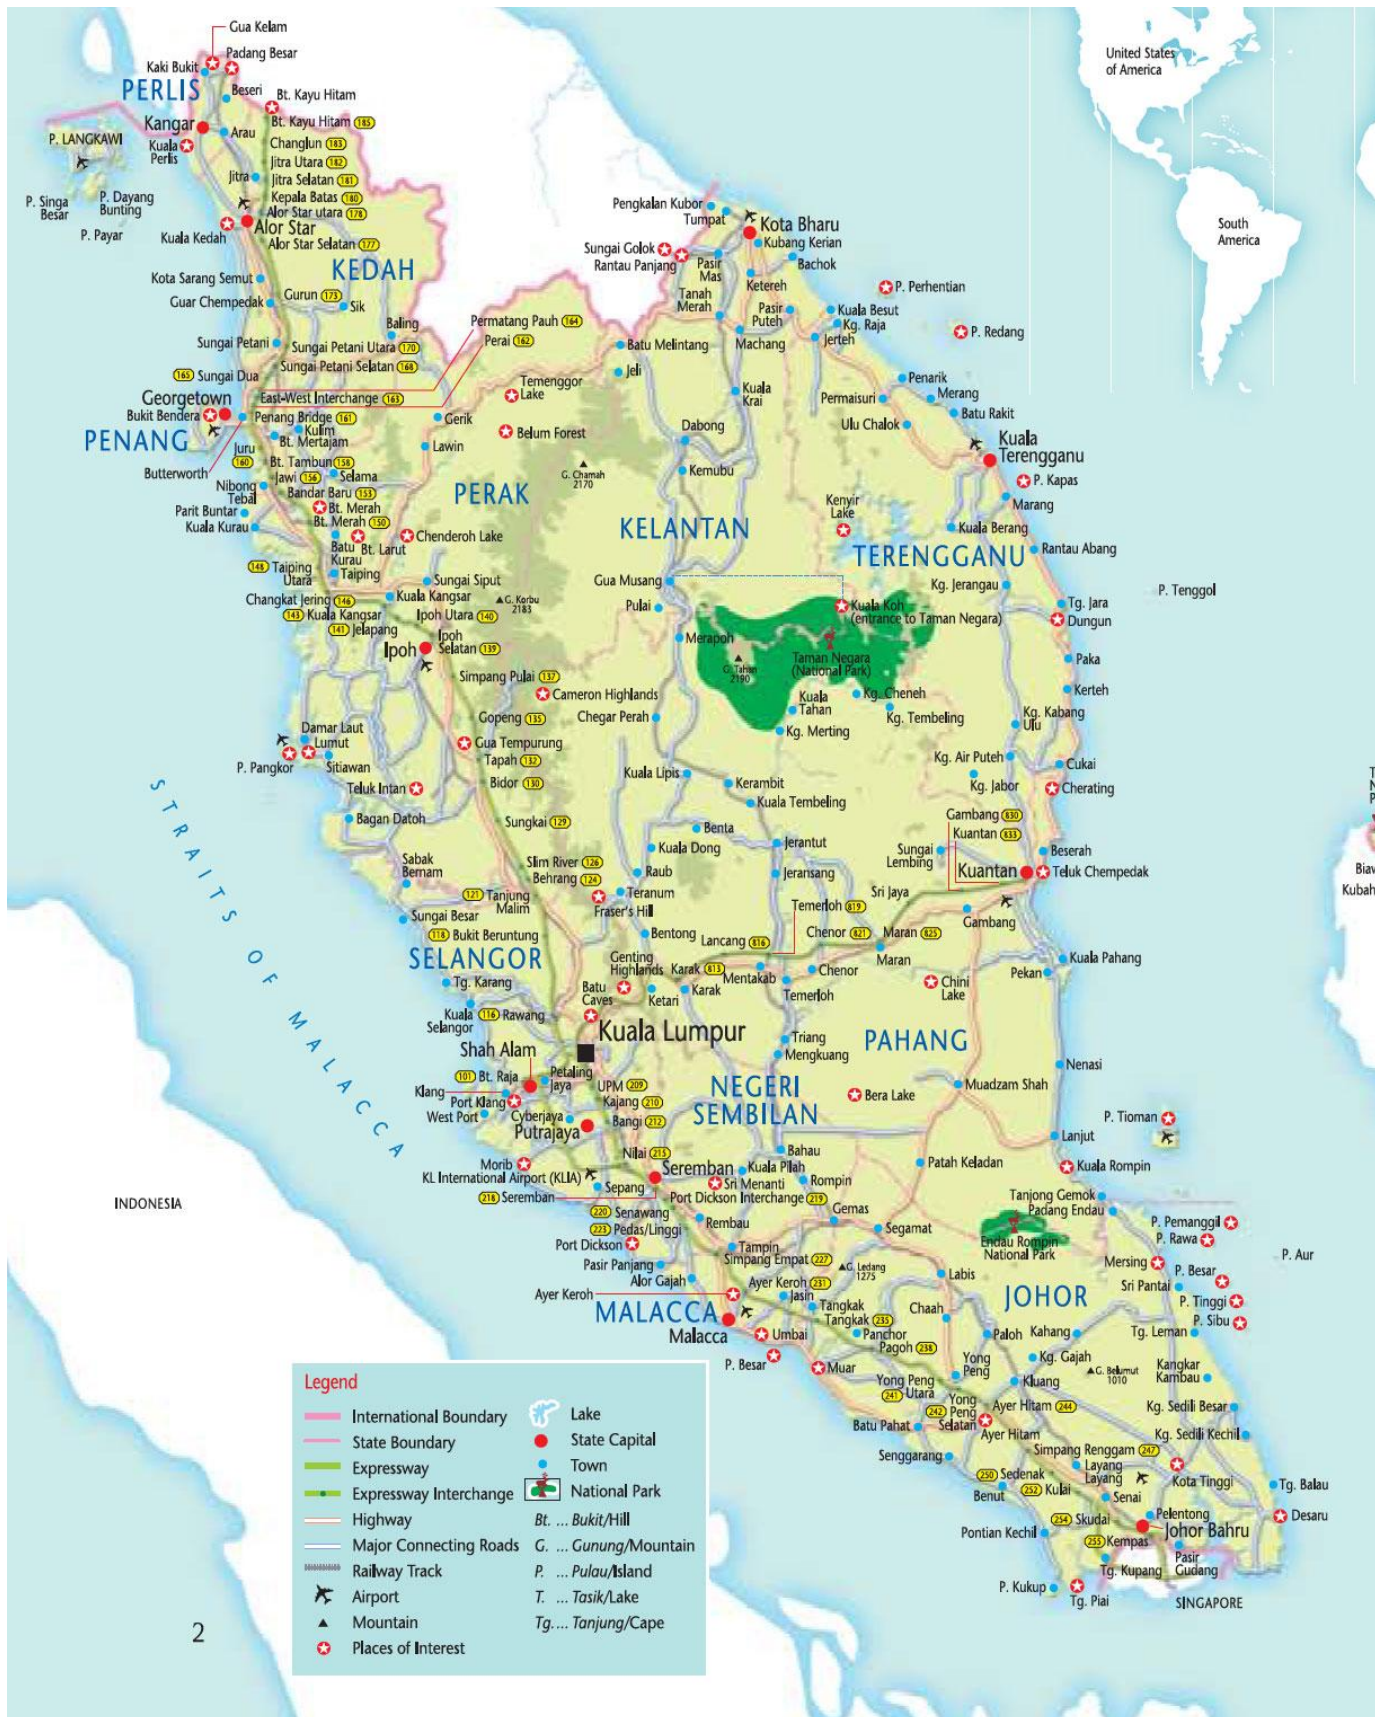 Gua Kelam
Padang Besar
Kaki Bukit
PERLIS
Beseri
Bt. Kayu Hitam
Bt. Kayu Hitam 185
Kangar
Arau
P. LANGKAWI
Kuala
Perlis
Changlun 183
Jitra Utara 182
Jitra
Jitra Selatan 181
Kepala Batas 180
P. Singa
Besar
P. Dayang
Bunting
P. Payar
Alor Star utara 178
Kuala Kedah
Alor Star
Alor Star Selatan 177
KEDAH
Kota Sarang Semut
Guar Chempedak
Gurun 173
Sik
Baling
Sungai Petani
Sungai Petani Utara 170
Sungai Petani Selatan 168
165 Sungai Dua
Permatang Pauh 164
Perai 162
Georgetown
East-West Interchange 163
Bukit Bendera
Penang Bridge 161
PENANG
Kulim
Bt. Mertajam
Juru
160
Butterworth
Bt. Tambun 158
Jawi 156
Selama
Nibong
Tebal
Bandar Baru 153
Bt. Merah
Parit Buntar
Bt. Merah 150
Kuala Kurau
Batu
Kurau
Bt. Larut
Chenderoh Lake
148 Taiping
Utara
Taiping
Sungai Siput
Changkat Jering 146
Kuala Kangsar
143 Kuala Kangsar
Ipoh Utara 140
141 Jelapang
Ipoh
Ipoh
Selatan 139
G. Korbu
2183
Simpang Pulai 137
Cameron Highlands
Gopeng 135
Gua Tempurung
Tapah 132
Bidor 130
Damar Laut
Lumut
P. Pangkor
Sitiawan
Teluk Intan
Bagan Datoh
Sungkai 129
Sabak
Bernam
Slim River 126
Behrang 124
121 Tanjung
Malim
Sungai Besar
118 Bukit Beruntung
SELANGOR
Tg. Karang
Kuala
Selangor
116 Rawang
Batu
Caves
Genting
Highlands
Fraser's Hill
Gerik
Lawin
Temenggor
Lake
Belum Forest
PERAK
G. Chamah
2170
Pengkalan Kubor
Tumpat
Kota Bharu
Kubang Kerian
Bachok
Sungai Golok
Rantau Panjang
Pasir
Mas
Ketereh
Tanah
Merah
Pasir
Puteh
P. Perhentian
Kuala Besut
Kg. Raja
P. Redang
Jerteh
Machang
Batu Melintang
Jeli
Kuala
Krai
Penarik
Merang
Permaisuri
Batu Rakit
Ulu Chalok
Kuala
Terengganu
Dabong
Kemubu
P. Kapas
Marang
KELANTAN
Kenyir
Lake
Kuala Berang
TERENGGANU
Rantau Abang
Gua Musang
Pulai
Kg. Jerangau
P. Tenggol
Kuala Koh
(entrance to Taman Negara)
Tg. Jara
Dungun
Merapoh
Taman Negara
(National Park)
G. Tahan
2190
Paka
Kuala
Tahan
Kg. Cheneh
Kerteh
Chegar Perah
Kg. Tembeling
Kg. Merting
Kg. Kabang
Ulu
Kg. Air Puteh
Cukai
Kuala Lipis
Kerambit
Kg. Jabor
Cherating
Kuala Tembeling
Gambang 830
Kuantan 833
Benta
Jerantut
Sungai
Lembing
Beserah
Kuala Dong
Kuantan
Teluk Chempedak
Raub
Jeransang
Sri Jaya
Teranum
Temerloh 819
Gambang
Bentong
Lancang 816
Chenor 821
Maran 825
Maran
Karak 813
Mentakab
Chenor
Kuala Pahang
Pekan
Ketari
Karak
Temerloh
Chini
Lake
Kuala Lumpur
Triang
Mengkuang
PAHANG
Nenasi
Shah Alam
101 Bt. Raja
Petaling
Jaya
UPM 209
Klang
Port Klang
Kajang 210
NEGERI
SEMBILAN
Bera Lake
Muadzam Shah
West Port
Cyberjaya
Putrajaya
Bangi 212
P. Tioman
Lanjut
Nilai 215
Bahau
Morib
Seremban
Kuala Pilah
Patah Keladan
Kuala Rompin
KL International Airport (KLIA)
Sepang
Sri Menanti
Rompin
218 Seremban
Port Dickson Interchange 219
Tanjong Gemok
Padang Endau
220 Senawang
223 Pedas/Linggi
Rembau
Gemas
Segamat
P. Pemanggil
P. Rawa
Port Dickson
Tampin
Simpang Empat 227
Endau Rompin
National Park
Mersing
P. Aur
Pasir Panjang
G. Ledang
1275
Labis
P. Besar
Alor Gajah
Ayer Keroh 231
Sri Pantai
Ayer Keroh
Jasin
JOHOR
P. Tinggi
MALACCA
Tangkak
Tangkak 235
Chaah
P. Sibu
Malacca
Umbai
Panchor
Pagoh 238
Paloh
Kahang
Tg. Leman
P. Besar
Muar
Yong
Peng
Kg. Gajah
G. Belumut
1010
Kangkar
Kambau
Yong Peng
241 Utara
Kluang
242 Yong
Peng
Selatan
Ayer Hitam 244
Kg. Sedili Besar
Batu Pahat
Ayer Hitam
Kg. Sedili Kechil
Senggarang
Simpang Renggam 247
250 Sedenak
Layang
Layang
Kota Tinggi
Tg. Balau
Benut
252 Kulai
Senai
Pelentong
Desaru
254 Skudai
Pontian Kechil
Johor Bahru
255 Kempas
Pasir
Gudang
Tg. Kupang
P. Kukup
Tg. Piai
SINGAPORE
STRAITS OF MALACCA
INDONESIA
United States
of America
South
America
Biaw
Kubah
Legend
International Boundary
State Boundary
Expressway
Expressway Interchange
Highway
Major Connecting Roads
Railway Track
Airport
Mountain
Places of Interest
Lake
State Capital
Town
National Park
Bt. ... Bukit/Hill
G. ... Gunung/Mountain
P. ... Pulau/Island
T. ... Tasik/Lake
Tg. ... Tanjung/Cape
2